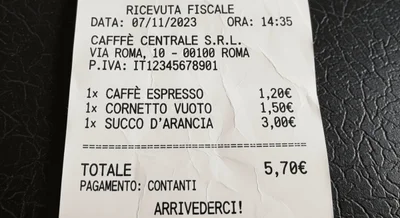 RICEVUTA FISCALE
DATA: 07/11/2023 ORA: 14:35
CAFFFÈ CENTRALE S.R.L.
VIA ROMA, 10 - 00100 ROMA
P.IVA: IT12345678901
1x CAFFÈ ESPRESSO 1,20€
1x CORNETTO VUOTO 1,50€
1x SUCCO D'ARANCIA 3,00€
TOTALE 5,70€
PAGAMENTO: CONTANTI
ARRIVEDERCI!